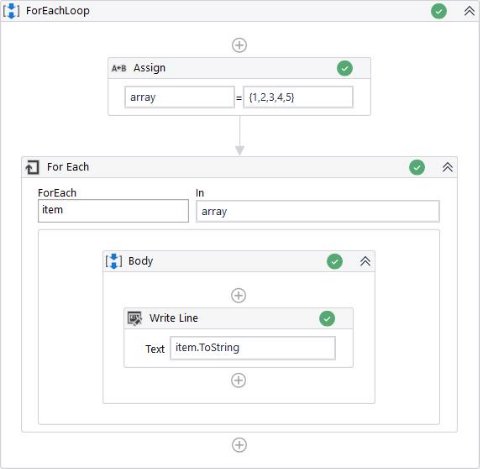 ForEachLoop
A+B Assign
array = {1,2,3,4,5}
For Each
ForEach In
item array
Body
Write Line
Text item.ToString